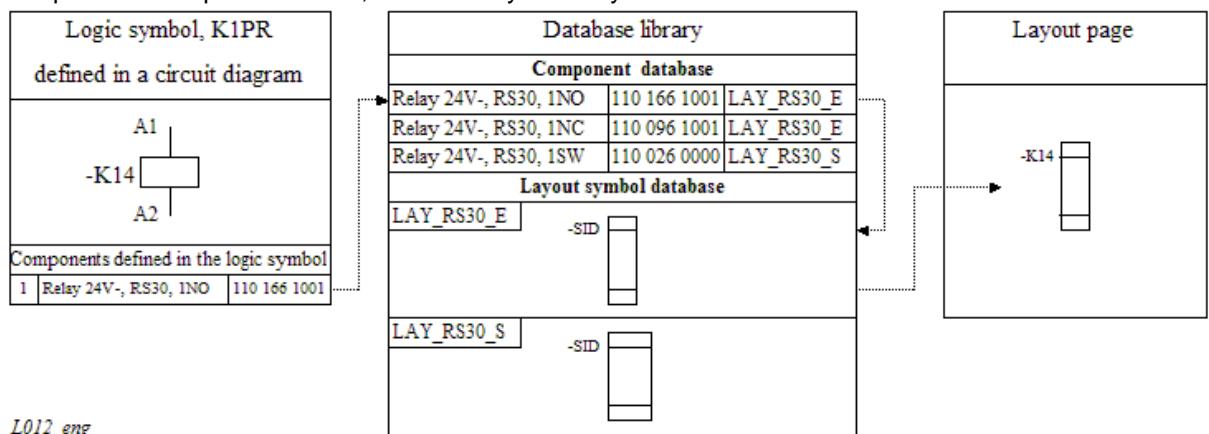 Logic symbol, K1PR
defined in a circuit diagram
A1
-K14
A2
Components defined in the logic symbol
1 Relay 24V-, RS30, 1NO 110 166 1001
Database library
Component database
Relay 24V-, RS30, 1NO 110 166 1001 LAY_RS30_E
Relay 24V-, RS30, 1NC 110 096 1001 LAY_RS30_E
Relay 24V-, RS30, 1SW 110 026 0000 LAY_RS30_S
Layout symbol database
LAY_RS30_E
-SID
LAY_RS30_S
-SID
Layout page
-K14
L012_eng